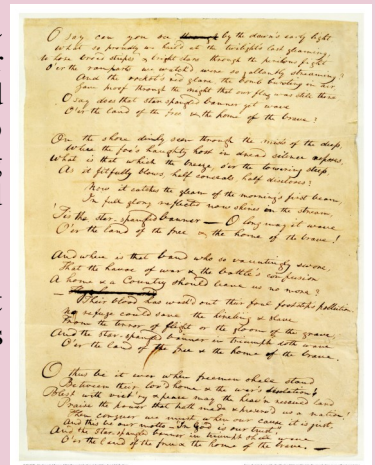 O say can you see by the dawn's early light
What so proudly we hail'd at the twilight's last gleaming,
Whose broad stripes & bright stars through the perilous fight
O'er the ramparts we watch'd, were so gallantly streaming?
And the rocket's red glare, the bomb bursting in air,
Gave proof through the night that our flag was still there
O say does that star-spangled banner yet wave
O'er the land of the free & the home of the brave?
On the shore dimly seen through the mists of the deep,
Where the foe's haughty host in dread silence reposes,
What is that which the breeze, o'er the towering steep,
As it fitfully blows, half conceals, half discloses?
Now it catches the gleam of the morning's first beam,
In full glory reflected now shines in the stream,
'Tis the star-spangled banner — O long may it wave
O'er the land of the free & the home of the brave!
And where is that band who so vauntingly swore,
That the havoc of war & the battle's confusion
A home & a Country should leave us no more?
Their blood has wash'd out their foul footsteps pollution.
No refuge could save the hireling & slave
From the terror of flight or the gloom of the grave,
And the star-spangled banner in triumph doth wave
O'er the land of the free & the home of the brave.
O thus be it ever when freemen shall stand
Between their lov'd home & the war's desolation!
Blest with vict'ry & peace may the heav'n rescued land
Praise the power that hath made & preserv'd us a nation!
Then conquer we must, when our cause it is just,
And this be our motto - "In God is our trust,"
And the star-spangled banner in triumph shall wave
O'er the land of the free & the home of the brave. —